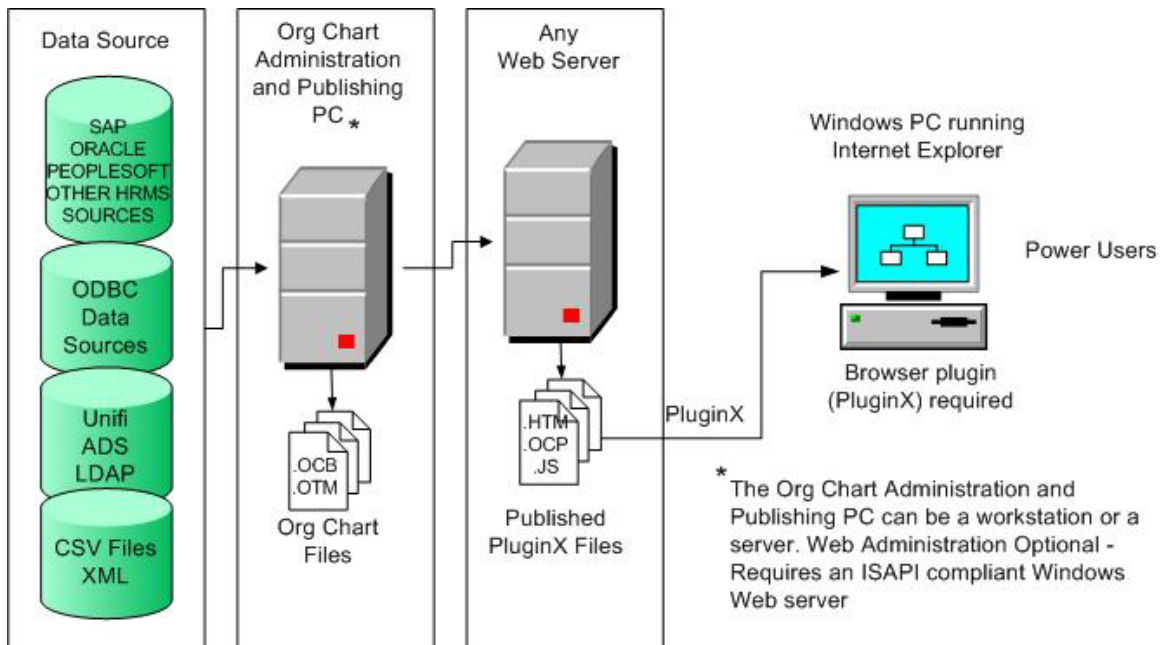 Data Source
SAP
ORACLE
PEOPLESOFT
OTHER HRMS
SOURCES
ODBC
Data
Sources
Unifi
ADS
LDAP
CSV Files
XML
Org Chart
Administration
and Publishing
PC *
.OCB
.OTM
Org Chart
Files
Any
Web Server
.HTM
.OCP
.JS
Published
PluginX Files
PluginX
Windows PC running
Internet Explorer
Power Users
Browser plugin
(PluginX) required
* The Org Chart Administration and
Publishing PC can be a workstation or a
server. Web Administration Optional -
Requires an ISAPI compliant Windows
Web server